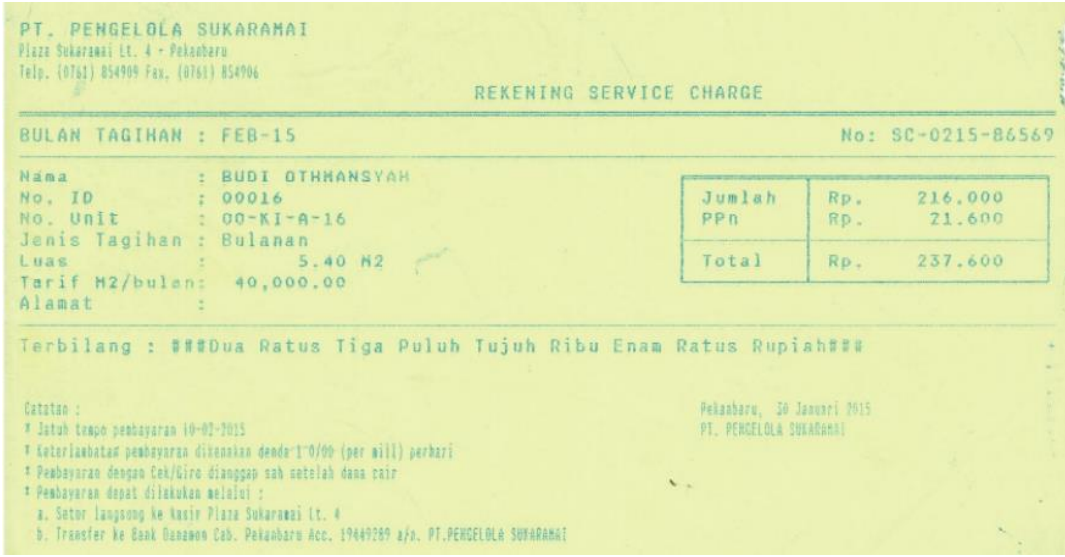 PT. PENGELOLA SUKARAMAI
Plaza Sukaramai Lt. 4 - Pekanbaru
Telp. (0761) 854909 Fax. (0761) 854906
REKENING SERVICE CHARGE
BULAN TAGIHAN : FEB-15 No: SC-0215-86569
Nama : BUDI OTHMANSYAH
No. ID : 00016
No. Unit : 00-KI-A-16
Jenis Tagihan : Bulanan
Luas : 5.40 M2
Tarif M2/bulan: 40,000.00
Alamat :
Jumlah Rp. 216.000
PPn Rp. 21.600
Total Rp. 237.600
Terbilang : ###Dua Ratus Tiga Puluh Tujuh Ribu Enam Ratus Rupiah###
Catatan :
* Jatuh tempo pembayaran 10-02-2015
* Keterlambatan pembayaran dikenakan denda 1 0/00 (per mill) perhari
* Pembayaran dengan Cek/Giro dianggap sah setelah dana cair
* Pembayaran dapat dilakukan melalui :
a. Setor langsung ke kasir Plaza Sukaramai Lt. 4
b. Transfer ke Bank Danamon Cab. Pekanbaru Acc. 19449289 a/n. PT.PENGELOLA SUKARAMAI
Pekanbaru, 30 Januari 2015
PT. PENGELOLA SUKARAMAI